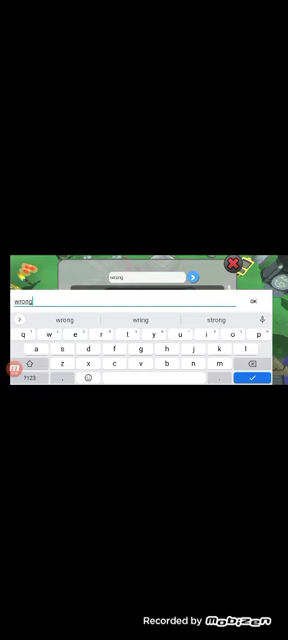 wrong
wrong
OK
wrong wring strong
q w e r t y u i o p
a s d f g h j k l
z x c v b n m
?123 , .
Recorded by mobizen